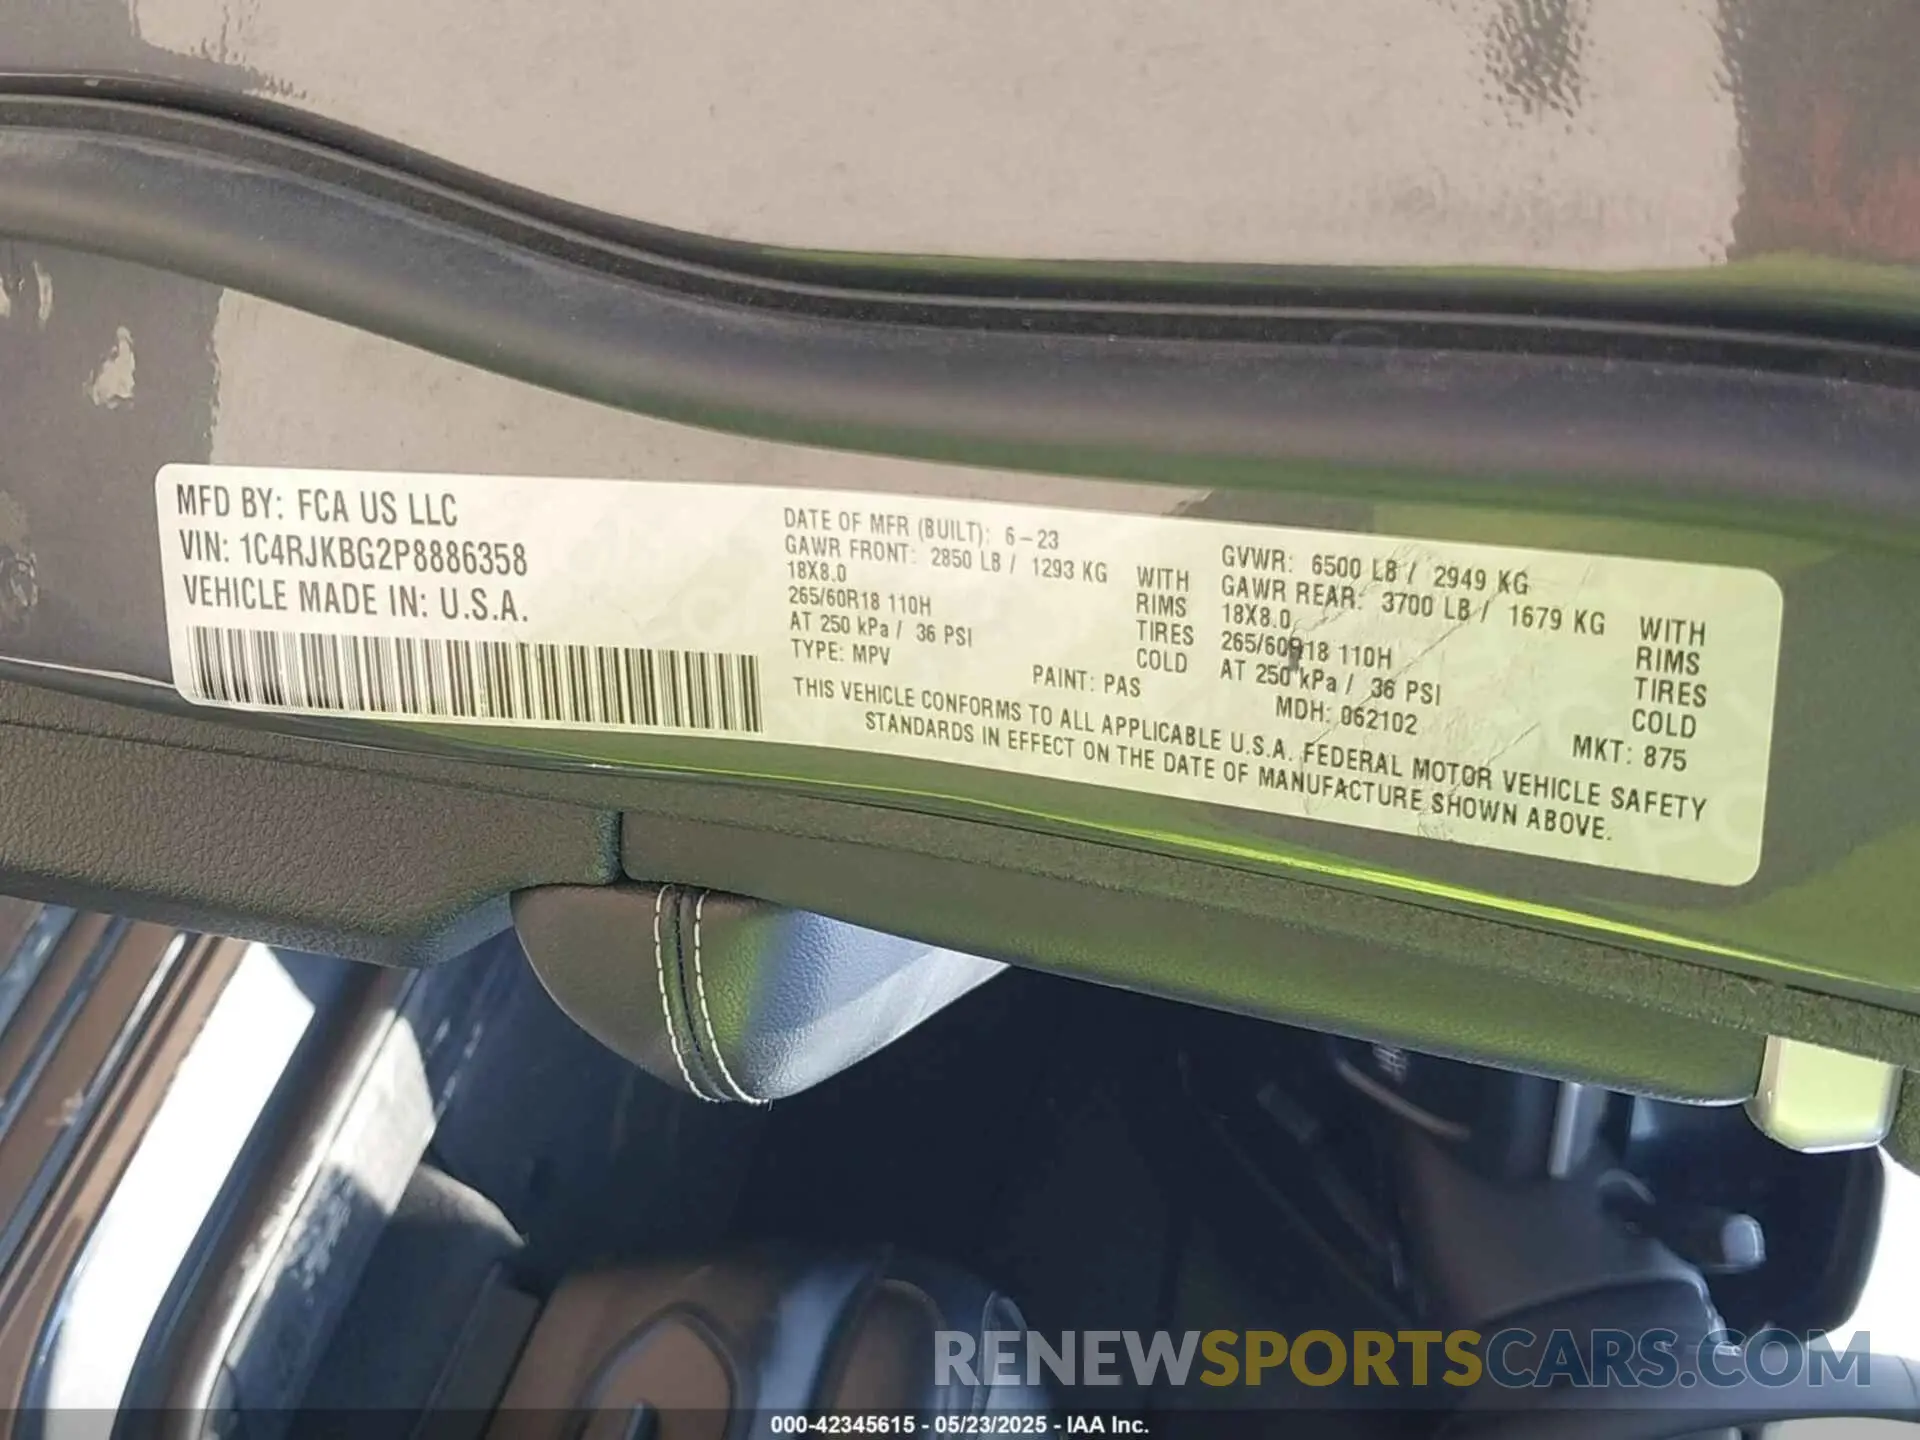 MFD BY: FCA US LLC
VIN: 1C4RJKBG2P8886358
VEHICLE MADE IN: U.S.A.
DATE OF MFR (BUILT): 6-23
GAWR FRONT: 2850 LB / 1293 KG WITH
18X8.0 RIMS
265/60R18 110H TIRES
AT 250 kPa / 36 PSI COLD
TYPE: MPV
PAINT: PAS
GVWR: 6500 LB / 2949 KG
GAWR REAR: 3700 LB / 1679 KG WITH
18X8.0 RIMS
265/60R18 110H TIRES
AT 250 kPa / 36 PSI COLD
MDH: 062102
MKT: 875
THIS VEHICLE CONFORMS TO ALL APPLICABLE U.S.A. FEDERAL MOTOR VEHICLE SAFETY
STANDARDS IN EFFECT ON THE DATE OF MANUFACTURE SHOWN ABOVE.
RENEWSPORTSCARS.COM
000-42345615 - 05/23/2025 - IAA Inc.